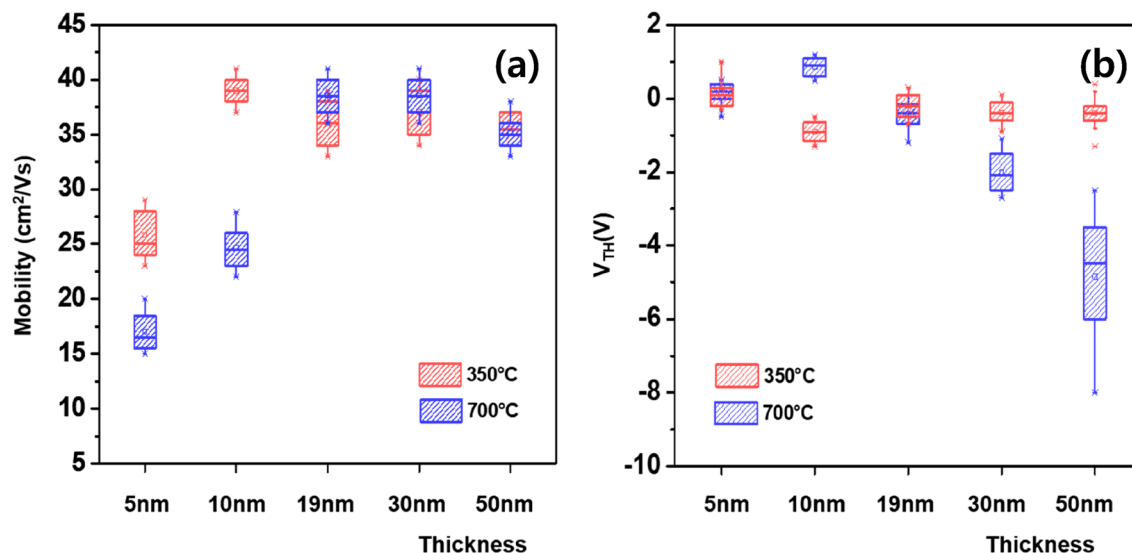 (a)
45
40
35
30
25
20
15
10
5
Mobility (cm²/Vs)
350°C
700°C
5nm 10nm 19nm 30nm 50nm
Thickness
(b)
2
0
-2
-4
-6
-8
-10
V_TH(V)
350°C
700°C
5nm 10nm 19nm 30nm 50nm
Thickness